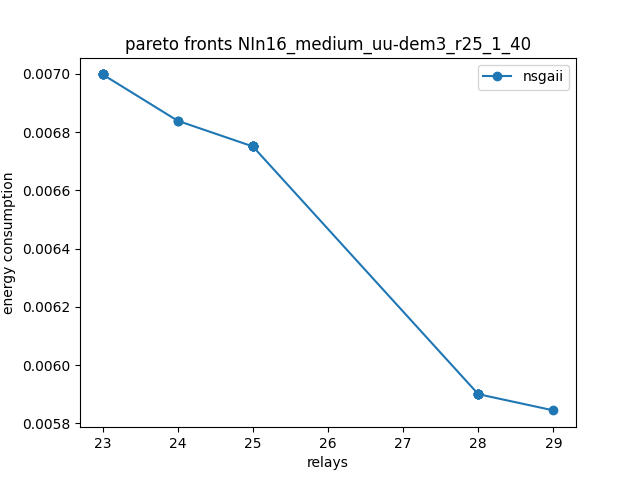 pareto fronts NIn16_medium_uu-dem3_r25_1_40
nsgaii
energy consumption
0.0070
0.0068
0.0066
0.0064
0.0062
0.0060
0.0058
23 24 25 26 27 28 29
relays